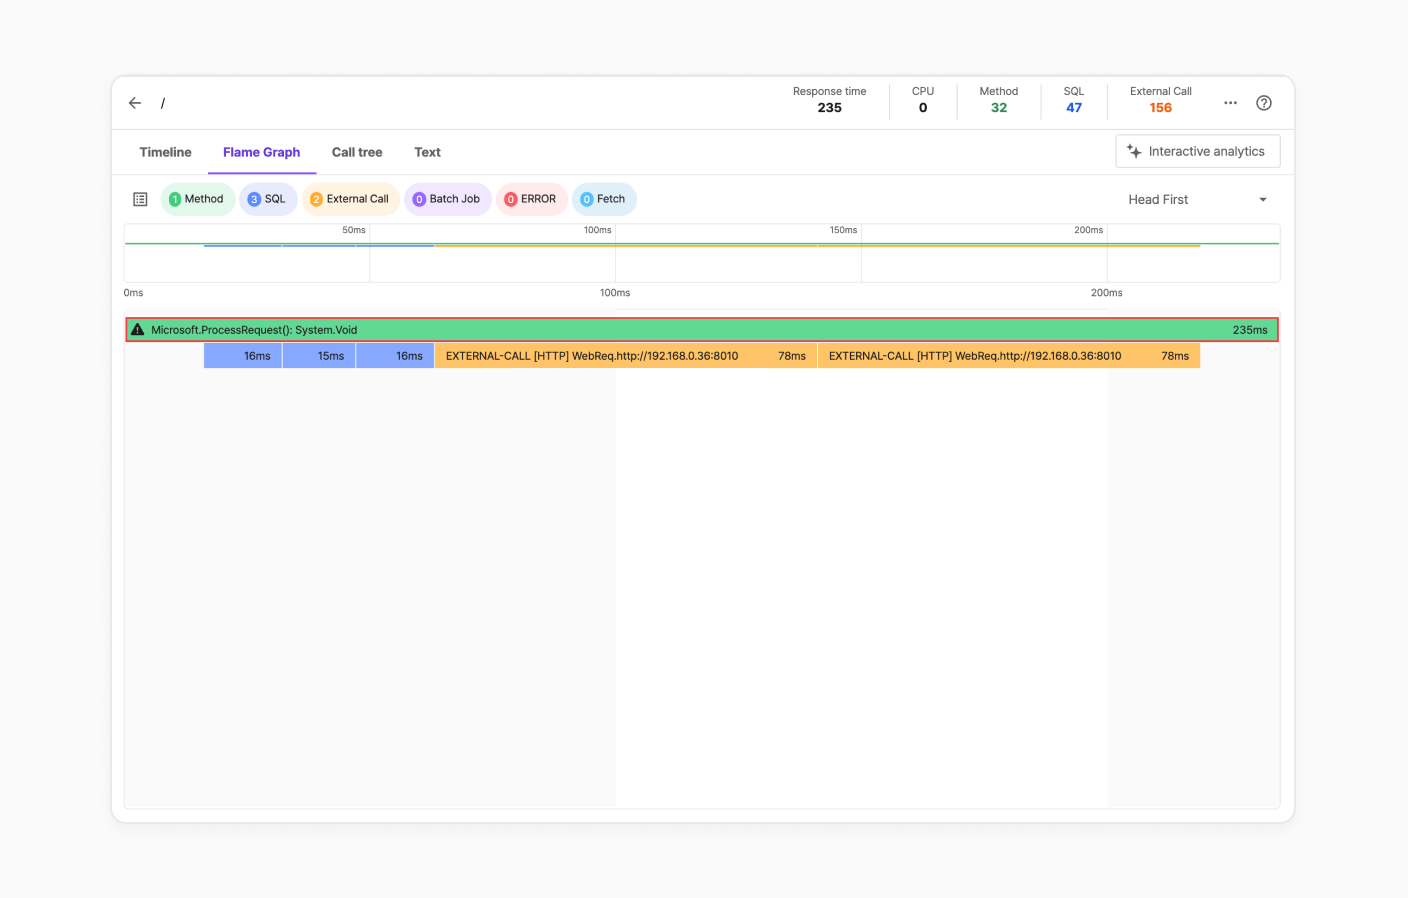 /
Response time
235
CPU
0
Method
32
SQL
47
External Call
156
Timeline
Flame Graph
Call tree
Text
Interactive analytics
1 Method
3 SQL
2 External Call
0 Batch Job
0 ERROR
0 Fetch
Head First
50ms
100ms
150ms
200ms
0ms
100ms
200ms
Microsoft.ProcessRequest(): System.Void
235ms
16ms
15ms
16ms
EXTERNAL-CALL [HTTP] WebReq.http://192.168.0.36:8010
78ms
EXTERNAL-CALL [HTTP] WebReq.http://192.168.0.36:8010
78ms